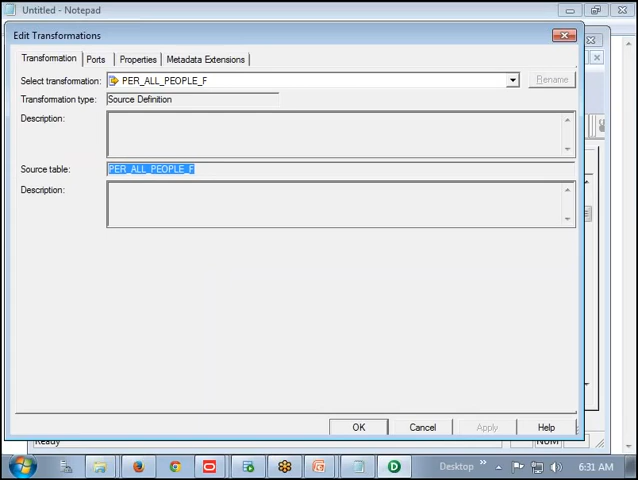 Untitled - Notepad
Edit Transformations
Transformation Ports Properties Metadata Extensions
Select transformation: PER_ALL_PEOPLE_F Rename
Transformation type: Source Definition
Description:
Source table: PER_ALL_PEOPLE_F
Description:
OK Cancel Apply Help
Ready NUM
Desktop 6:31 AM